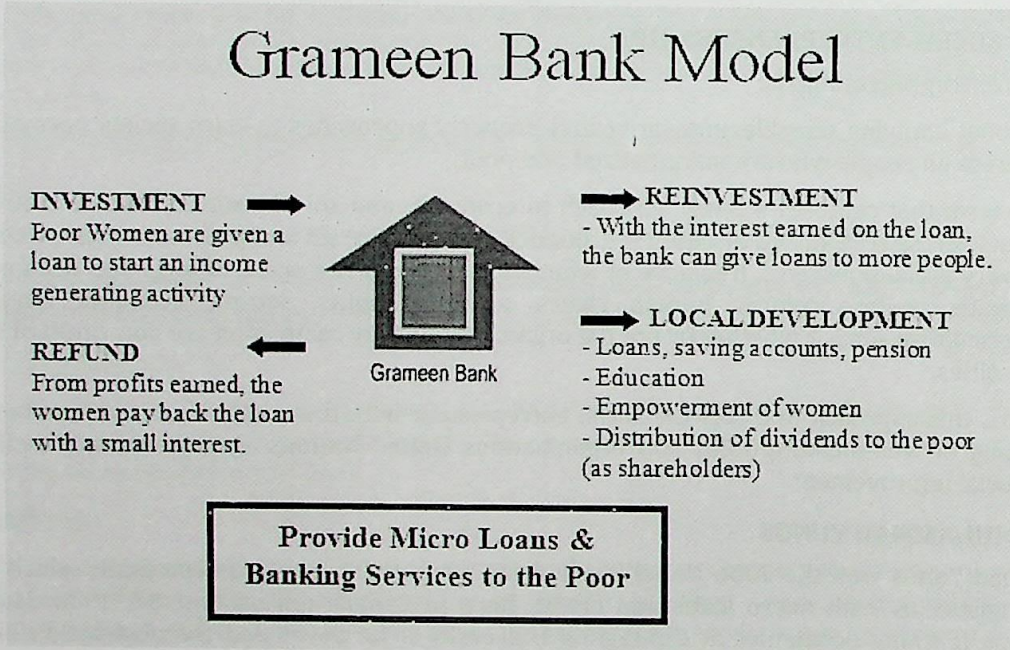 Grameen Bank Model
INVESTMENT
Poor Women are given a
loan to start an income
generating activity
REFUND
From profits earned, the
women pay back the loan
with a small interest.
Grameen Bank
REINVESTMENT
- With the interest earned on the loan,
the bank can give loans to more people.
LOCAL DEVELOPMENT
- Loans, saving accounts, pension
- Education
- Empowerment of women
- Distribution of dividends to the poor
(as shareholders)
Provide Micro Loans &
Banking Services to the Poor